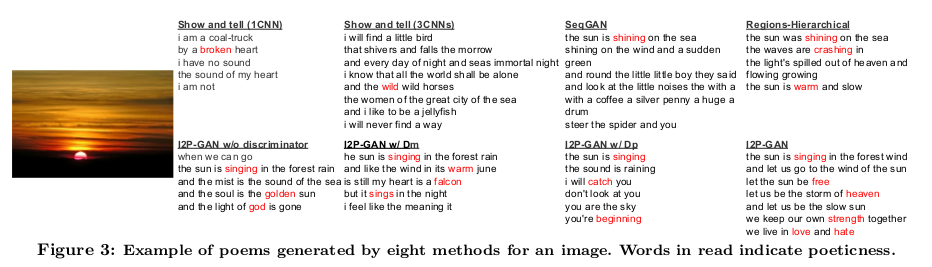 Show and tell (1CNN)
i am a coal-truck
by a broken heart
i have no sound
the sound of my heart
i am not
Show and tell (3CNNs)
i will find a little bird
that shivers and falls the morrow
and every day of night and seas immortal night
i know that all the world shall be alone
and the wild wild horses
the women of the great city of the sea
and i like to be a jellyfish
i will never find a way
SeqGAN
the sun is shining on the sea
shining on the wind and a sudden
green
and round the little little boy they said
and look at the little noises the with a
with a coffee a silver penny a huge a
drum
steer the spider and you
Regions-Hierarchical
the sun was shining on the sea
the waves are crashing in
the light's spilled out of heaven and
flowing growing
the sun is warm and slow
I2P-GAN w/o discriminator
when we can go
the sun is singing in the forest rain
and the mist is the sound of the sea
and the soul is the golden sun
and the light of god is gone
I2P-GAN w/ Dm
he sun is singing in the forest rain
and like the wind in its warm june
is still my heart is a falcon
but it sings in the night
i feel like the meaning it
I2P-GAN w/ Dp
the sun is singing
the sound is raining
i will catch you
don't look at you
you are the sky
you're beginning
I2P-GAN
the sun is singing in the forest wind
and let us go to the wind of the sun
let the sun be free
let us be the storm of heaven
and let us be the slow sun
we keep our own strength together
we live in love and hate
Figure 3: Example of poems generated by eight methods for an image. Words in read indicate poeticness.